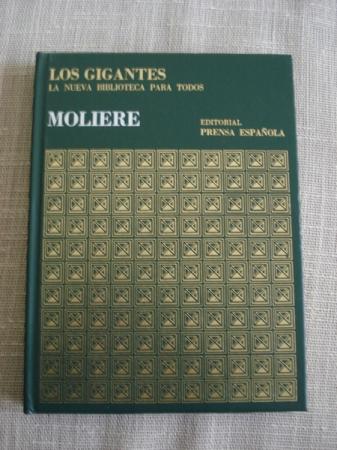 LOS GIGANTES
LA NUEVA BIBLIOTECA PARA TODOS
MOLIERE
EDITORIAL
PRENSA ESPAÑOLA